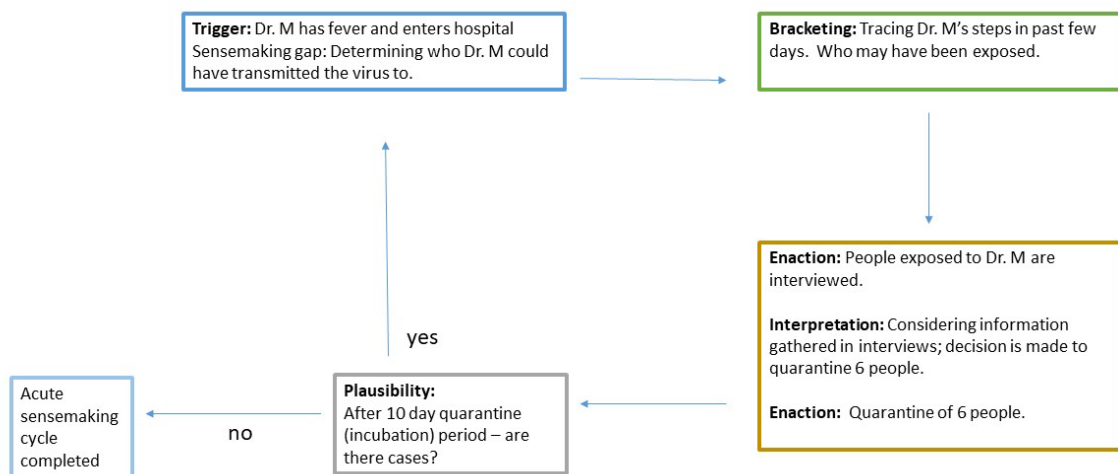 Trigger: Dr. M has fever and enters hospital
Sensemaking gap: Determining who Dr. M could
have transmitted the virus to.
Bracketing: Tracing Dr. M's steps in past few
days.  Who may have been exposed.
Enaction: People exposed to Dr. M are
interviewed.
Interpretation: Considering information
gathered in interviews; decision is made to
quarantine 6 people.
Enaction:  Quarantine of 6 people.
yes
Plausibility:
After 10 day quarantine
(incubation) period – are
there cases?
no
Acute
sensemaking
cycle
completed